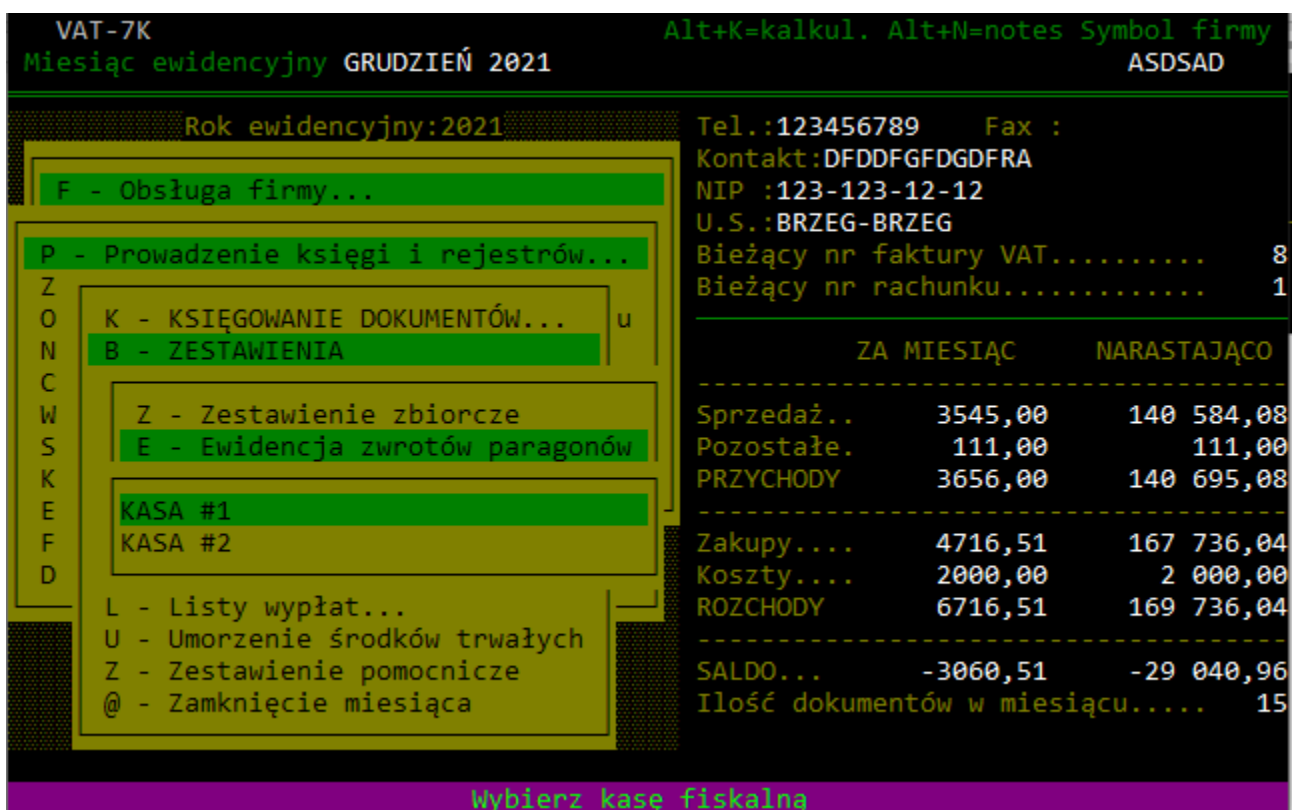 VAT-7K Alt+K=kalkul. Alt+N=notes Symbol firmy
Miesiąc ewidencyjny GRUDZIEŃ 2021 ASDSAD
Rok ewidencyjny:2021
F - Obsługa firmy...
P - Prowadzenie księgi i rejestrów...
Z
O K - KSIĘGOWANIE DOKUMENTÓW... u
N B - ZESTAWIENIA
C
W Z - Zestawienie zbiorcze
S E - Ewidencja zwrotów paragonów
K
E KASA #1
F KASA #2
D
L - Listy wypłat...
U - Umorzenie środków trwałych
Z - Zestawienie pomocnicze
@ - Zamknięcie miesiąca
Tel.:123456789 Fax :
Kontakt:DFDDFGFDGDFRA
NIP :123-123-12-12
U.S.:BRZEG-BRZEG
Bieżący nr faktury VAT.......... 8
Bieżący nr rachunku............. 1
ZA MIESIĄC NARASTAJĄCO
Sprzedaż.. 3545,00 140 584,08
Pozostałe. 111,00 111,00
PRZYCHODY 3656,00 140 695,08
Zakupy.... 4716,51 167 736,04
Koszty.... 2000,00 2 000,00
ROZCHODY 6716,51 169 736,04
SALDO... -3060,51 -29 040,96
Ilość dokumentów w miesiącu..... 15
Wybierz kasę fiskalną